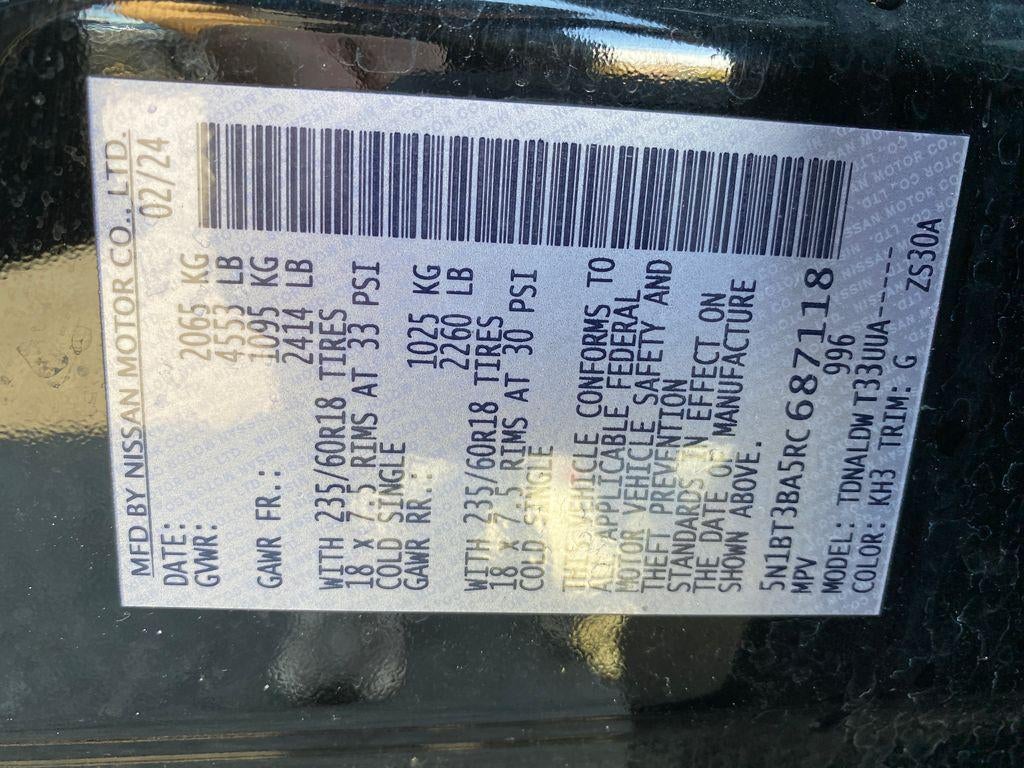 MFD BY NISSAN MOTOR CO., LTD.
DATE: 02/24
GVWR: 2065 KG
4553 LB
GAWR FR.: 1095 KG
2414 LB
WITH 235/60R18 TIRES
18 x 7.5 RIMS AT 33 PSI
COLD SINGLE
GAWR RR.: 1025 KG
2260 LB
WITH 235/60R18 TIRES
18 x 7.5 RIMS AT 30 PSI
COLD SINGLE
THIS VEHICLE CONFORMS TO
ALL APPLICABLE FEDERAL
MOTOR VEHICLE SAFETY AND
THEFT PREVENTION
STANDARDS IN EFFECT ON
THE DATE OF MANUFACTURE
SHOWN ABOVE.
5N1BT3BA5RC687118
MPV 996
MODEL: TDNALDW T33UUA-----
COLOR: KH3 TRIM: G ZS30A